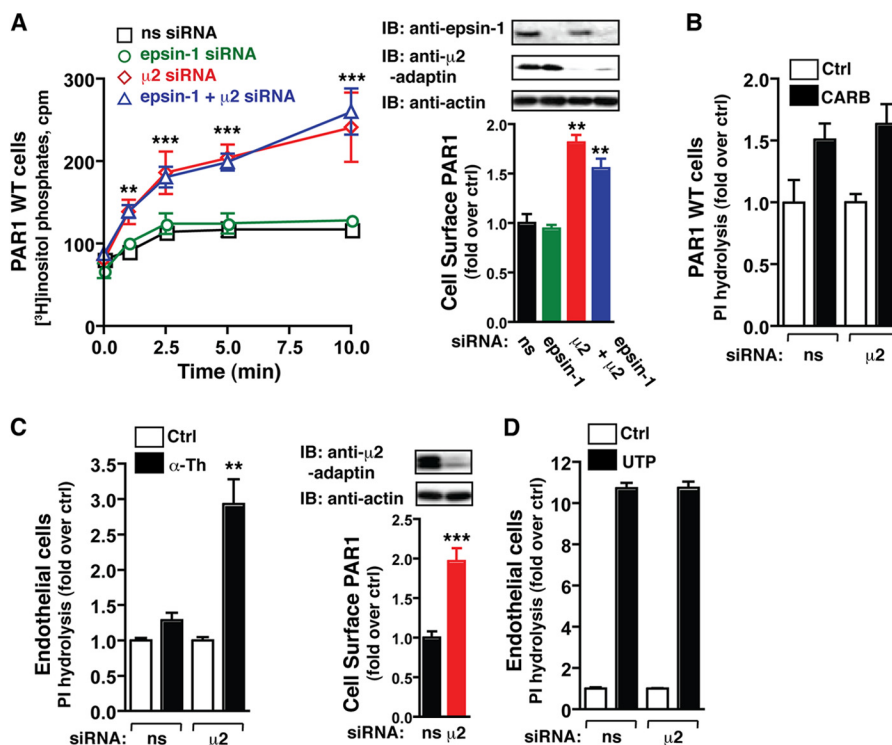 A
ns siRNA
epsin-1 siRNA
μ2 siRNA
epsin-1 + μ2 siRNA
300
200
100
0
**
***
***
***
0.0 2.5 5.0 7.5 10.0
Time (min)
PAR1 WT cells
[³H]inositol phosphates, cpm
IB: anti-epsin-1
IB: anti-μ2
-adaptin
IB: anti-actin
Cell Surface PAR1
(fold over ctrl)
2.0
1.5
1.0
0.5
0.0
**
**
siRNA:
ns
epsin-1
μ2
+ μ2
epsin-1
B
Ctrl
CARB
PAR1 WT cells
PI hydrolysis (fold over ctrl)
2.0
1.5
1.0
0.5
0.0
siRNA: ns μ2
C
Ctrl
α-Th
Endothelial cells
PI hydrolysis (fold over ctrl)
3.5
3.0
2.5
2.0
1.5
1.0
0.5
0.0
**
siRNA: ns μ2
IB: anti-μ2
-adaptin
IB: anti-actin
Cell Surface PAR1
(fold over ctrl)
2.5
2.0
1.5
1.0
0.5
0.0
***
siRNA: ns μ2
D
Ctrl
UTP
Endothelial cells
PI hydrolysis (fold over ctrl)
12
10
8
6
4
2
0
siRNA: ns μ2